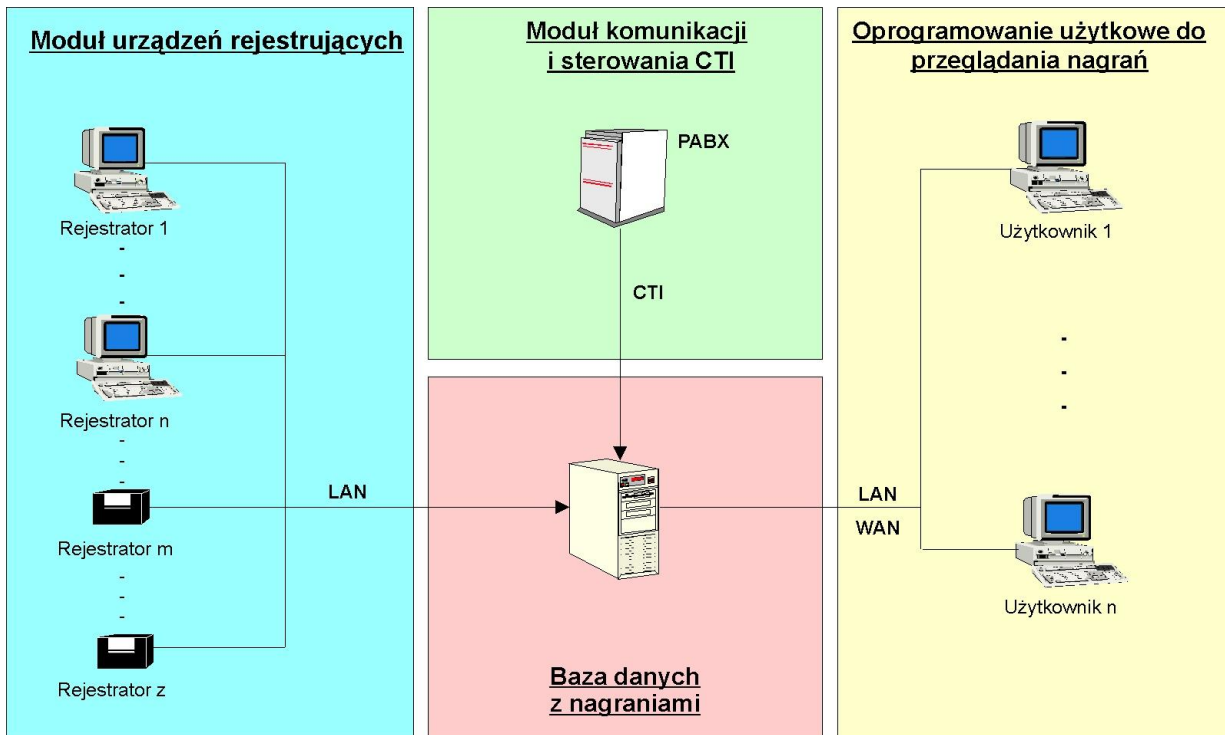 Moduł urządzeń rejestrujących
Rejestrator 1
Rejestrator n
Rejestrator m
Rejestrator z
LAN
Moduł komunikacji
i sterowania CTI
PABX
CTI
Baza danych
z nagraniami
Oprogramowanie użytkowe do
przeglądania nagrań
Użytkownik 1
LAN
WAN
Użytkownik n